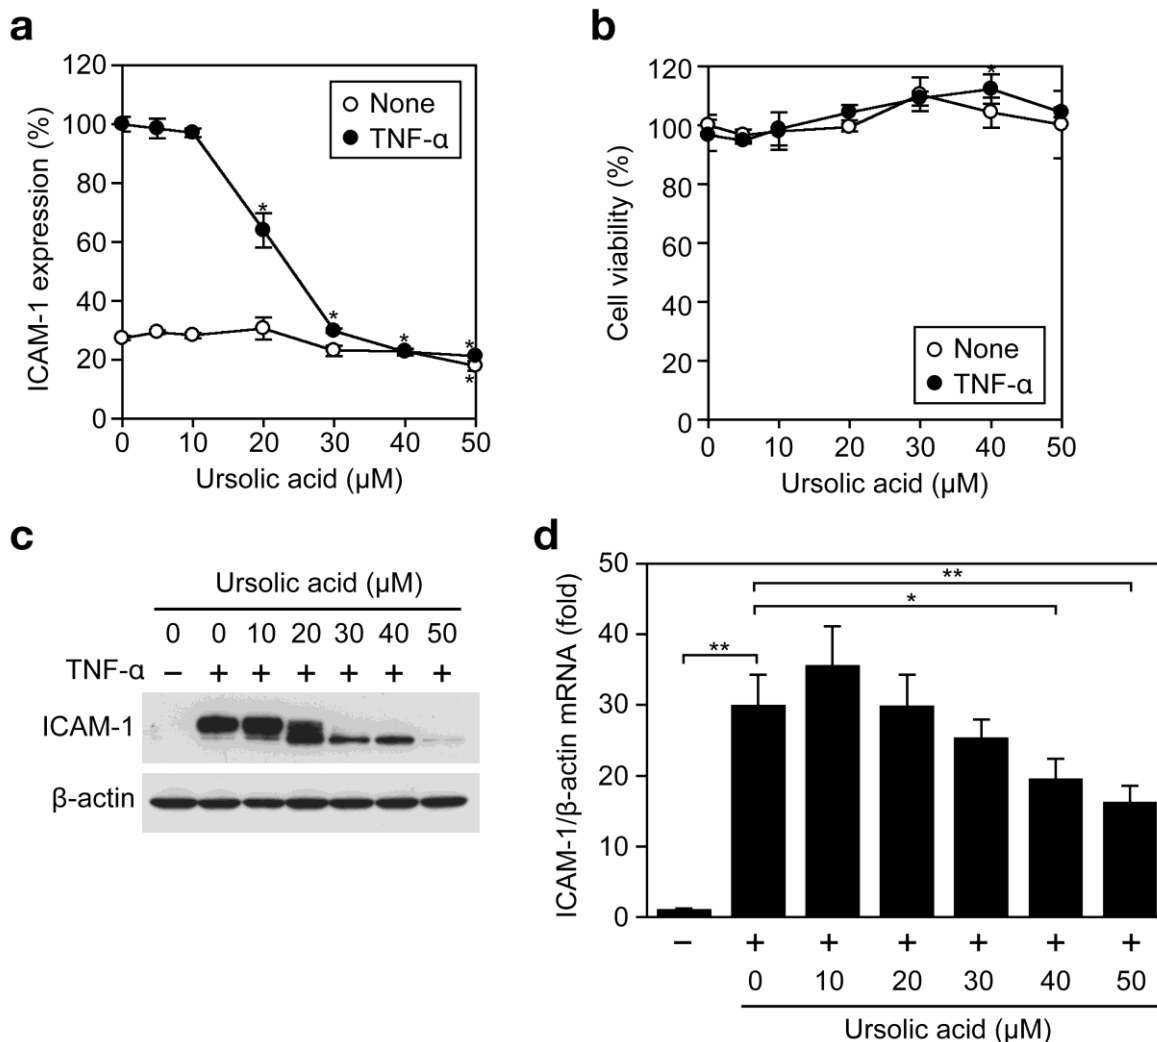 a
120
100
80
60
40
20
0
ICAM-1 expression (%)
None
TNF-α
*
*
*
*
*
0 10 20 30 40 50
Ursolic acid (μM)
b
120
100
80
60
40
20
0
Cell viability (%)
*
None
TNF-α
0 10 20 30 40 50
Ursolic acid (μM)
c
Ursolic acid (μM)
0 0 10 20 30 40 50
TNF-α − + + + + + +
ICAM-1
β-actin
d
50
40
30
20
10
0
ICAM-1/β-actin mRNA (fold)
**
*
**
− + + + + + +
0 10 20 30 40 50
Ursolic acid (μM)